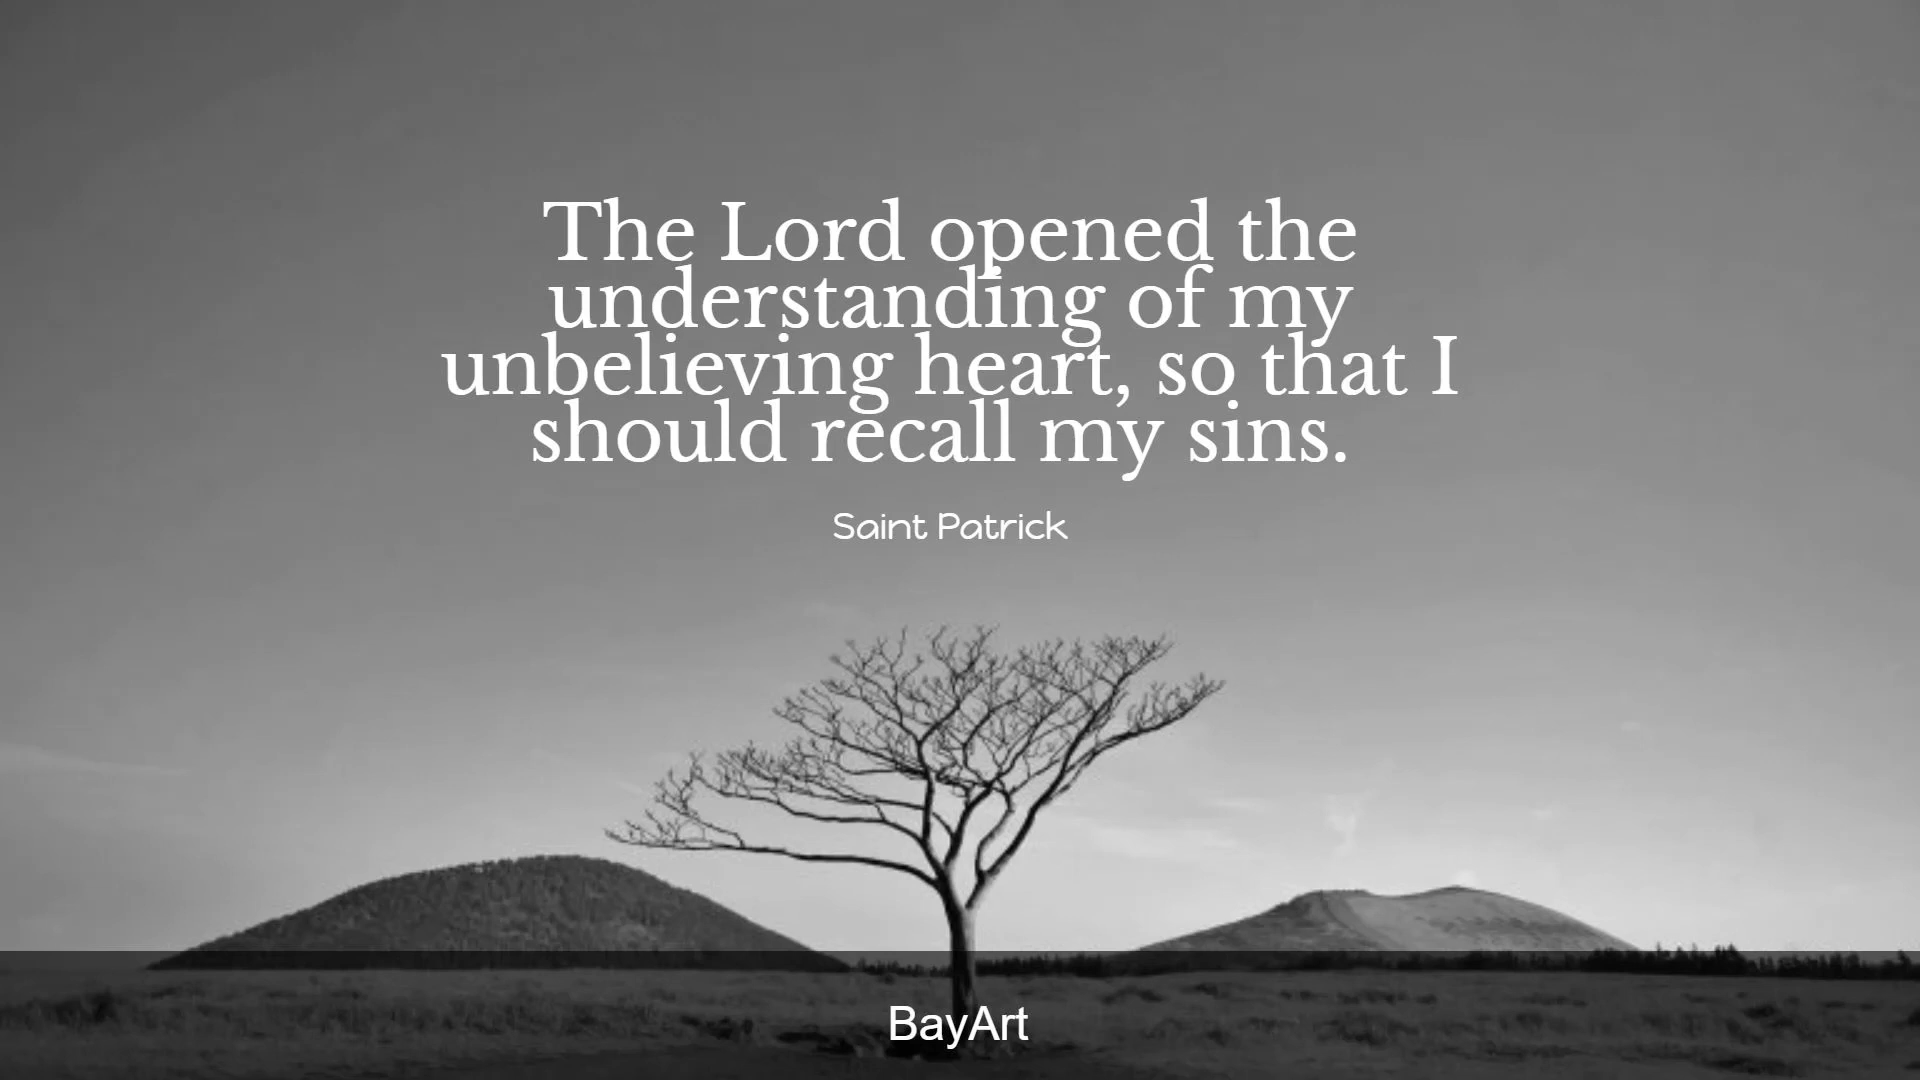 The Lord opened the
understanding of my
unbelieving heart, so that I
should recall my sins.
Saint Patrick
BayArt